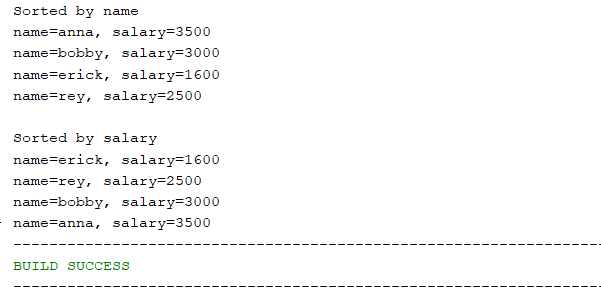 Sorted by name
name=anna, salary=3500
name=bobby, salary=3000
name=erick, salary=1600
name=rey, salary=2500

Sorted by salary
name=erick, salary=1600
name=rey, salary=2500
name=bobby, salary=3000
name=anna, salary=3500
------------------------------------------------------------------------
BUILD SUCCESS
------------------------------------------------------------------------